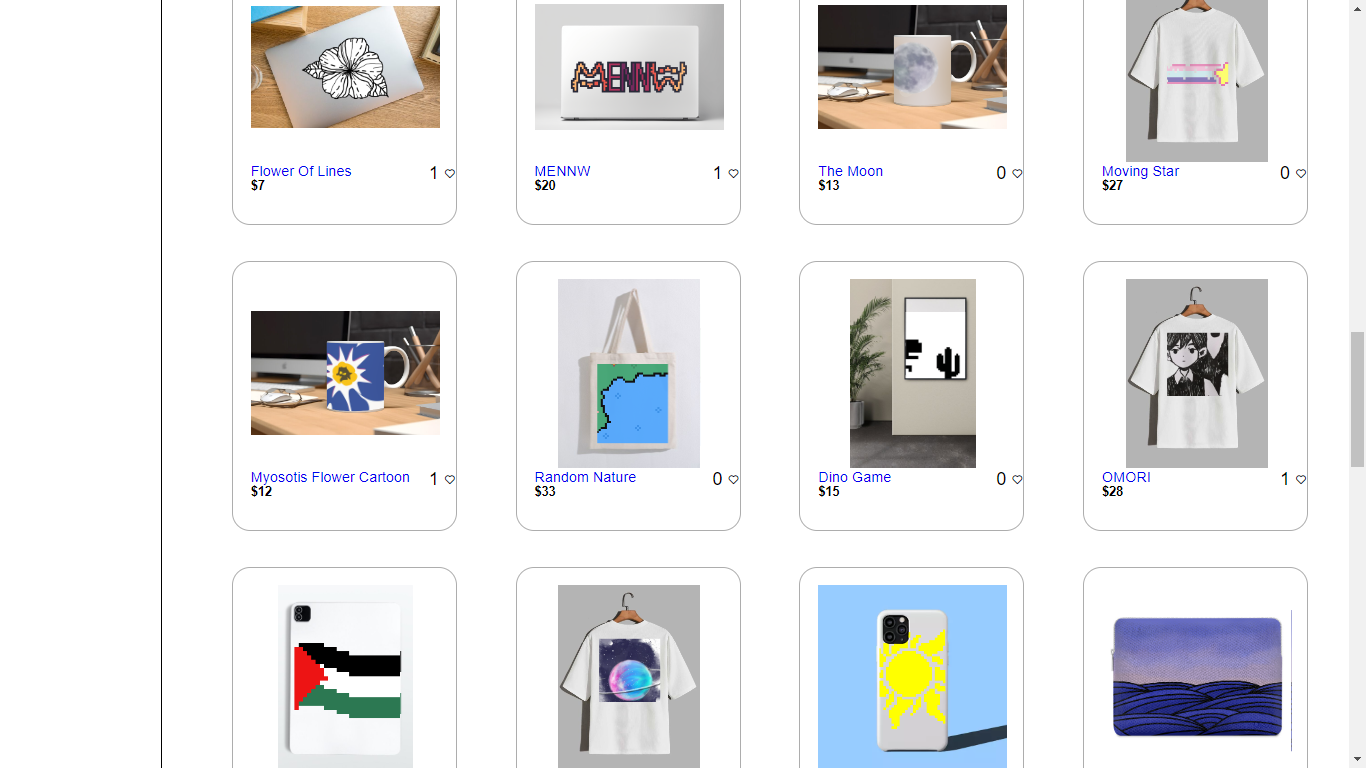 MENNW
Flower Of Lines 1
$7
MENNW 1
$20
The Moon 0
$13
Moving Star 0
$27
Myosotis Flower Cartoon 1
$12
Random Nature 0
$33
Dino Game 0
$15
OMORI 1
$28